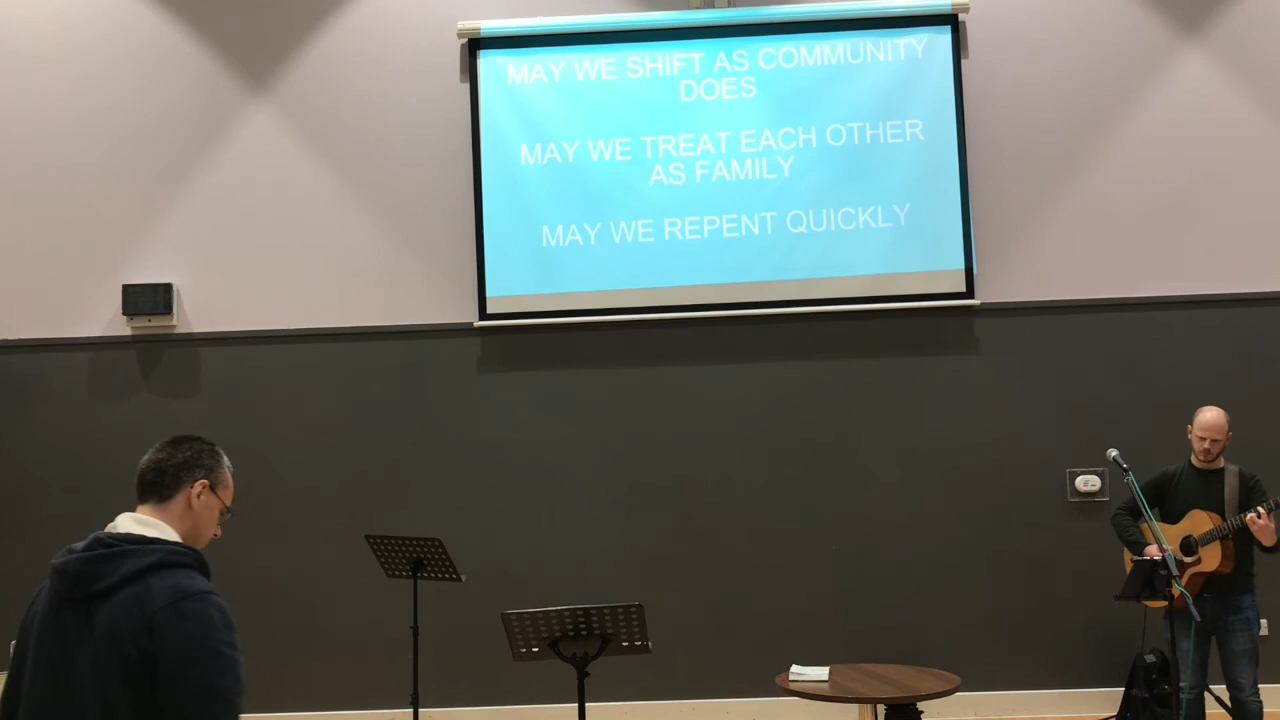 MAY WE SHIFT AS COMMUNITY
DOES
MAY WE TREAT EACH OTHER
AS FAMILY
MAY WE REPENT QUICKLY